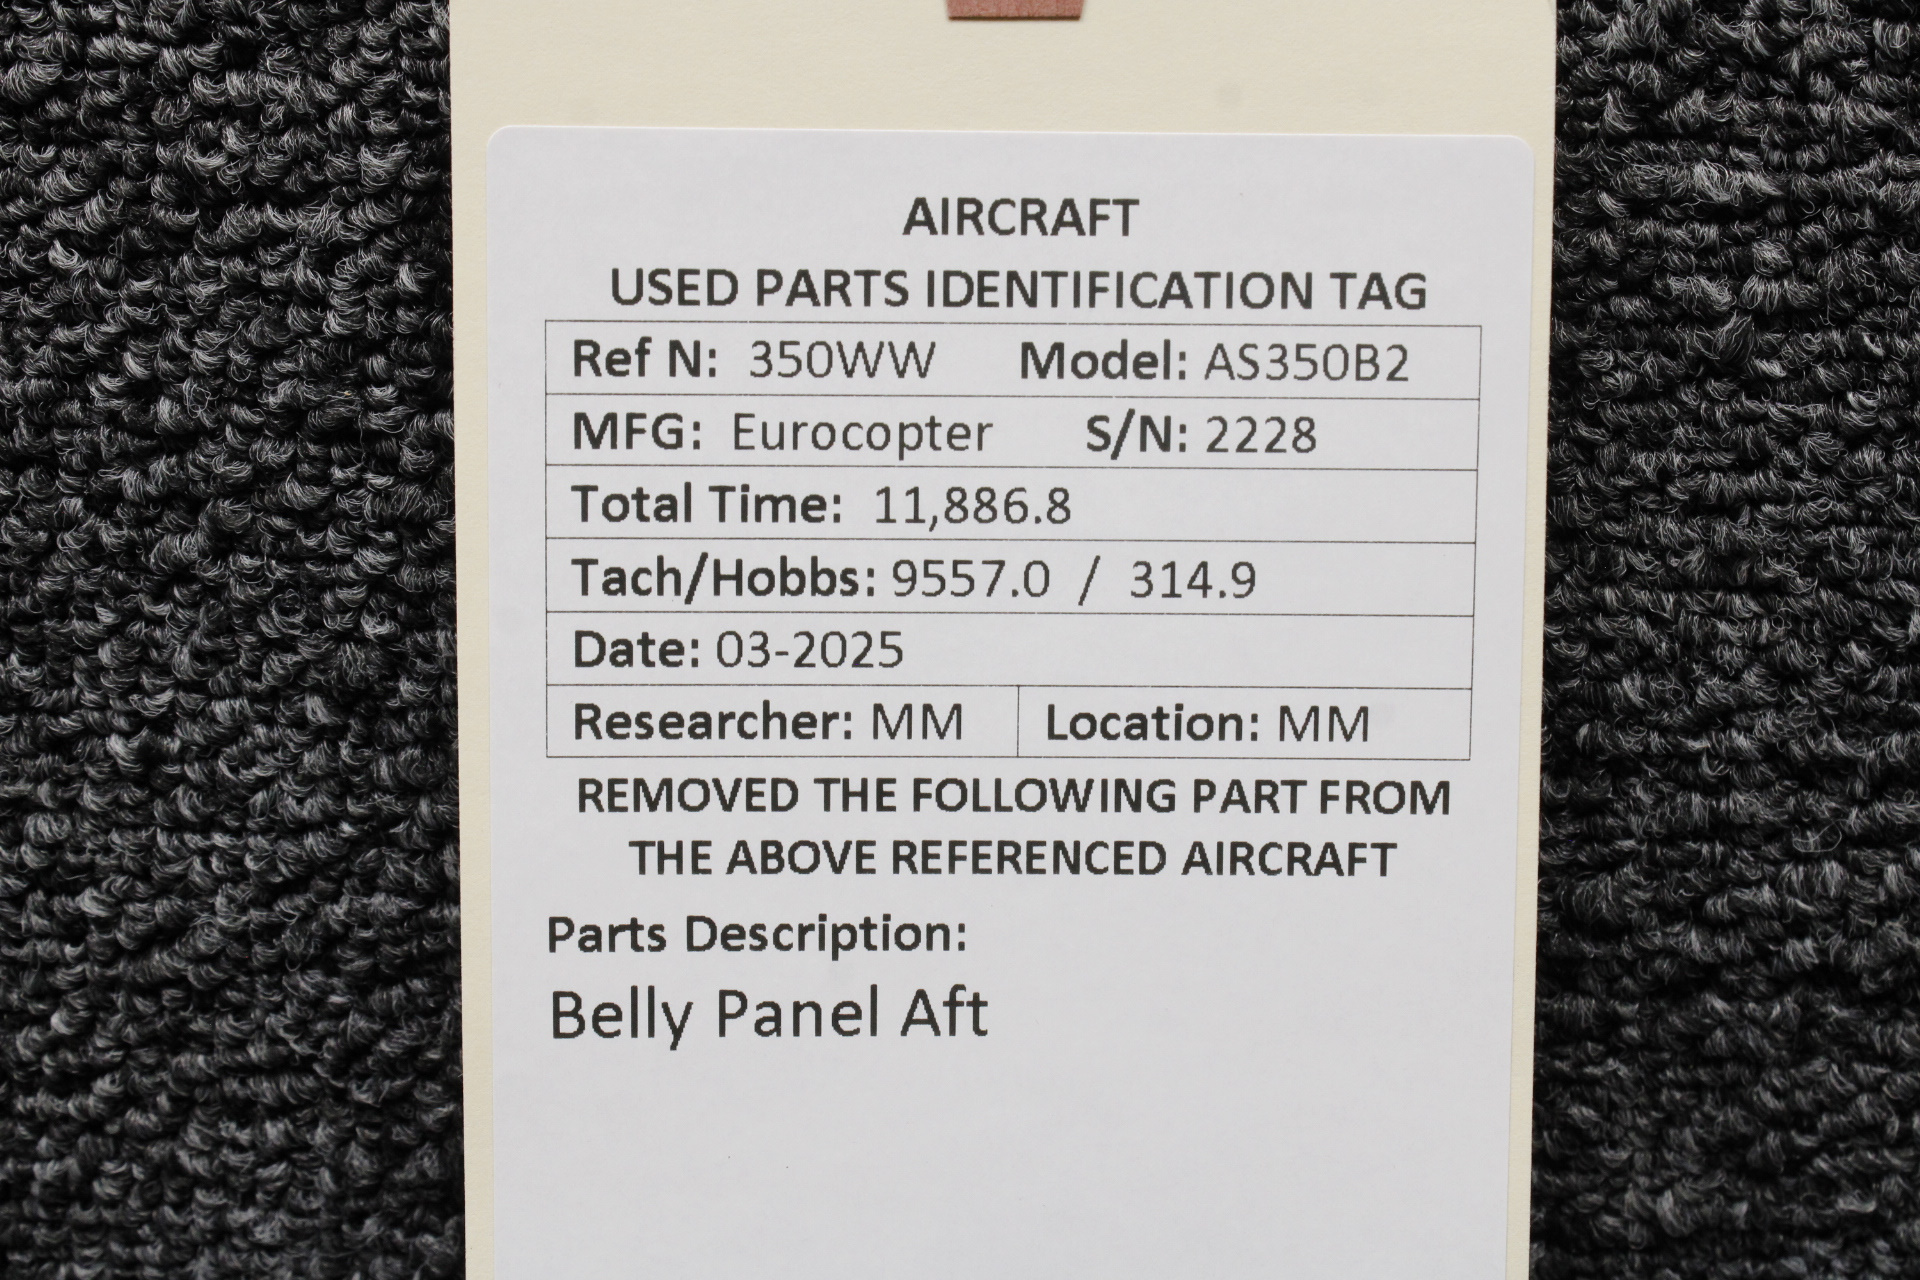 AIRCRAFT
USED PARTS IDENTIFICATION TAG
Ref N: 350WW Model: AS350B2
MFG: Eurocopter S/N: 2228
Total Time: 11,886.8
Tach/Hobbs: 9557.0 / 314.9
Date: 03-2025
Researcher: MM Location: MM
REMOVED THE FOLLOWING PART FROM
THE ABOVE REFERENCED AIRCRAFT
Parts Description:
Belly Panel Aft